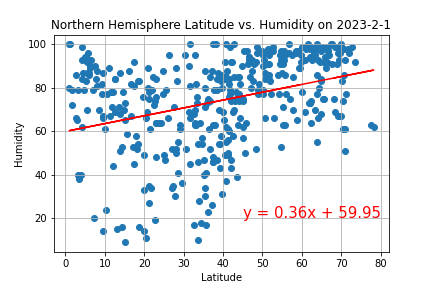 Northern Hemisphere Latitude vs. Humidity on 2023-2-1
100
80
60
40
20
Humidity
y = 0.36x + 59.95
0 10 20 30 40 50 60 70 80
Latitude